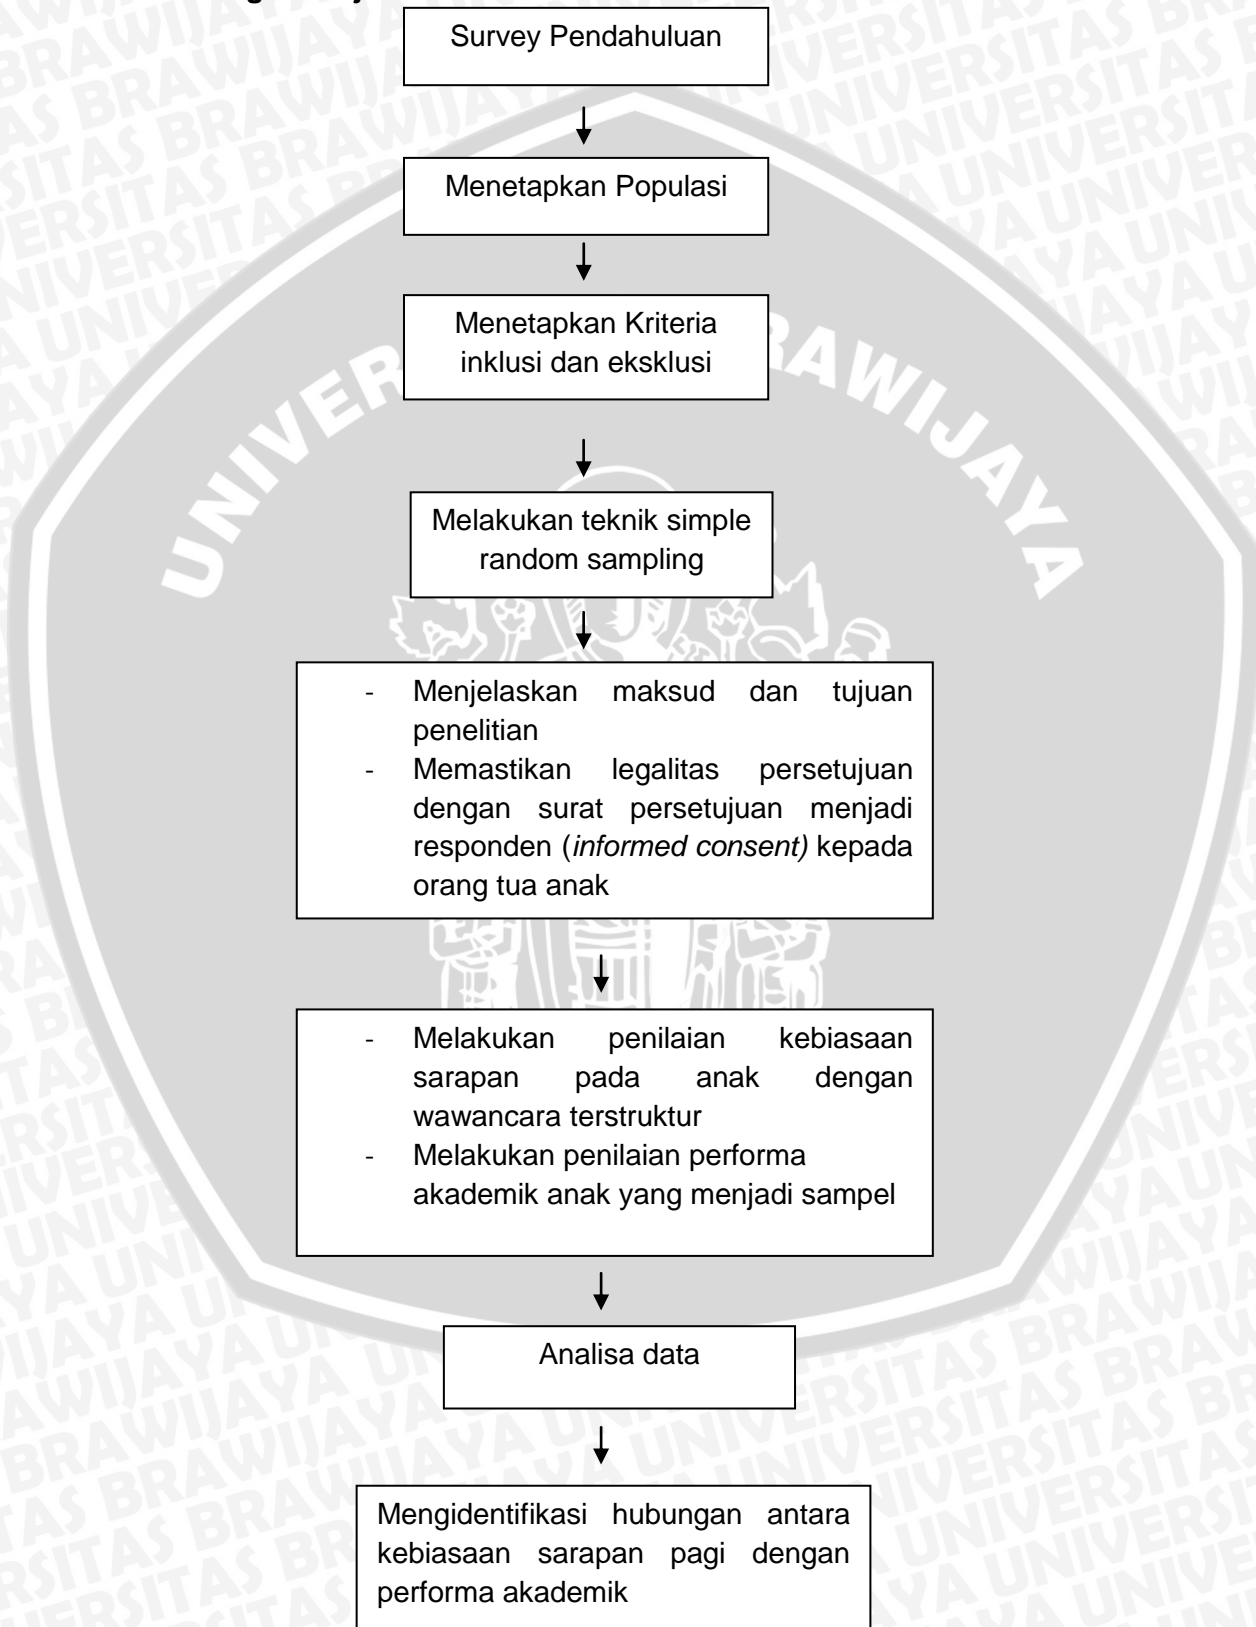 Survey Pendahuluan
Menetapkan Populasi
Menetapkan Kriteria
inklusi dan eksklusi
UNIVER RAWIJAYA
Melakukan teknik simple
random sampling
- Menjelaskan maksud dan tujuan
penelitian
- Memastikan legalitas persetujuan
dengan surat persetujuan menjadi
responden (informed consent) kepada
orang tua anak
- Melakukan penilaian kebiasaan
sarapan pada anak dengan
wawancara terstruktur
- Melakukan penilaian performa
akademik anak yang menjadi sampel
Analisa data
Mengidentifikasi hubungan antara
kebiasaan sarapan pagi dengan
performa akademik